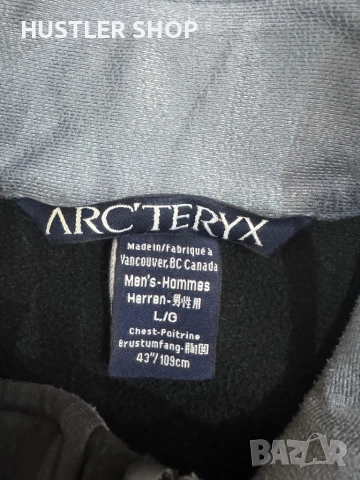 HUSTLER SHOP
ARC'TERYX
Made in/Fabriqué à
Vancouver, BC Canada
Men's-Hommes
Herren-男性用
L/G
Chest-Poitrine
Brustumfang-胸囲
43"/109cm
BAZAR